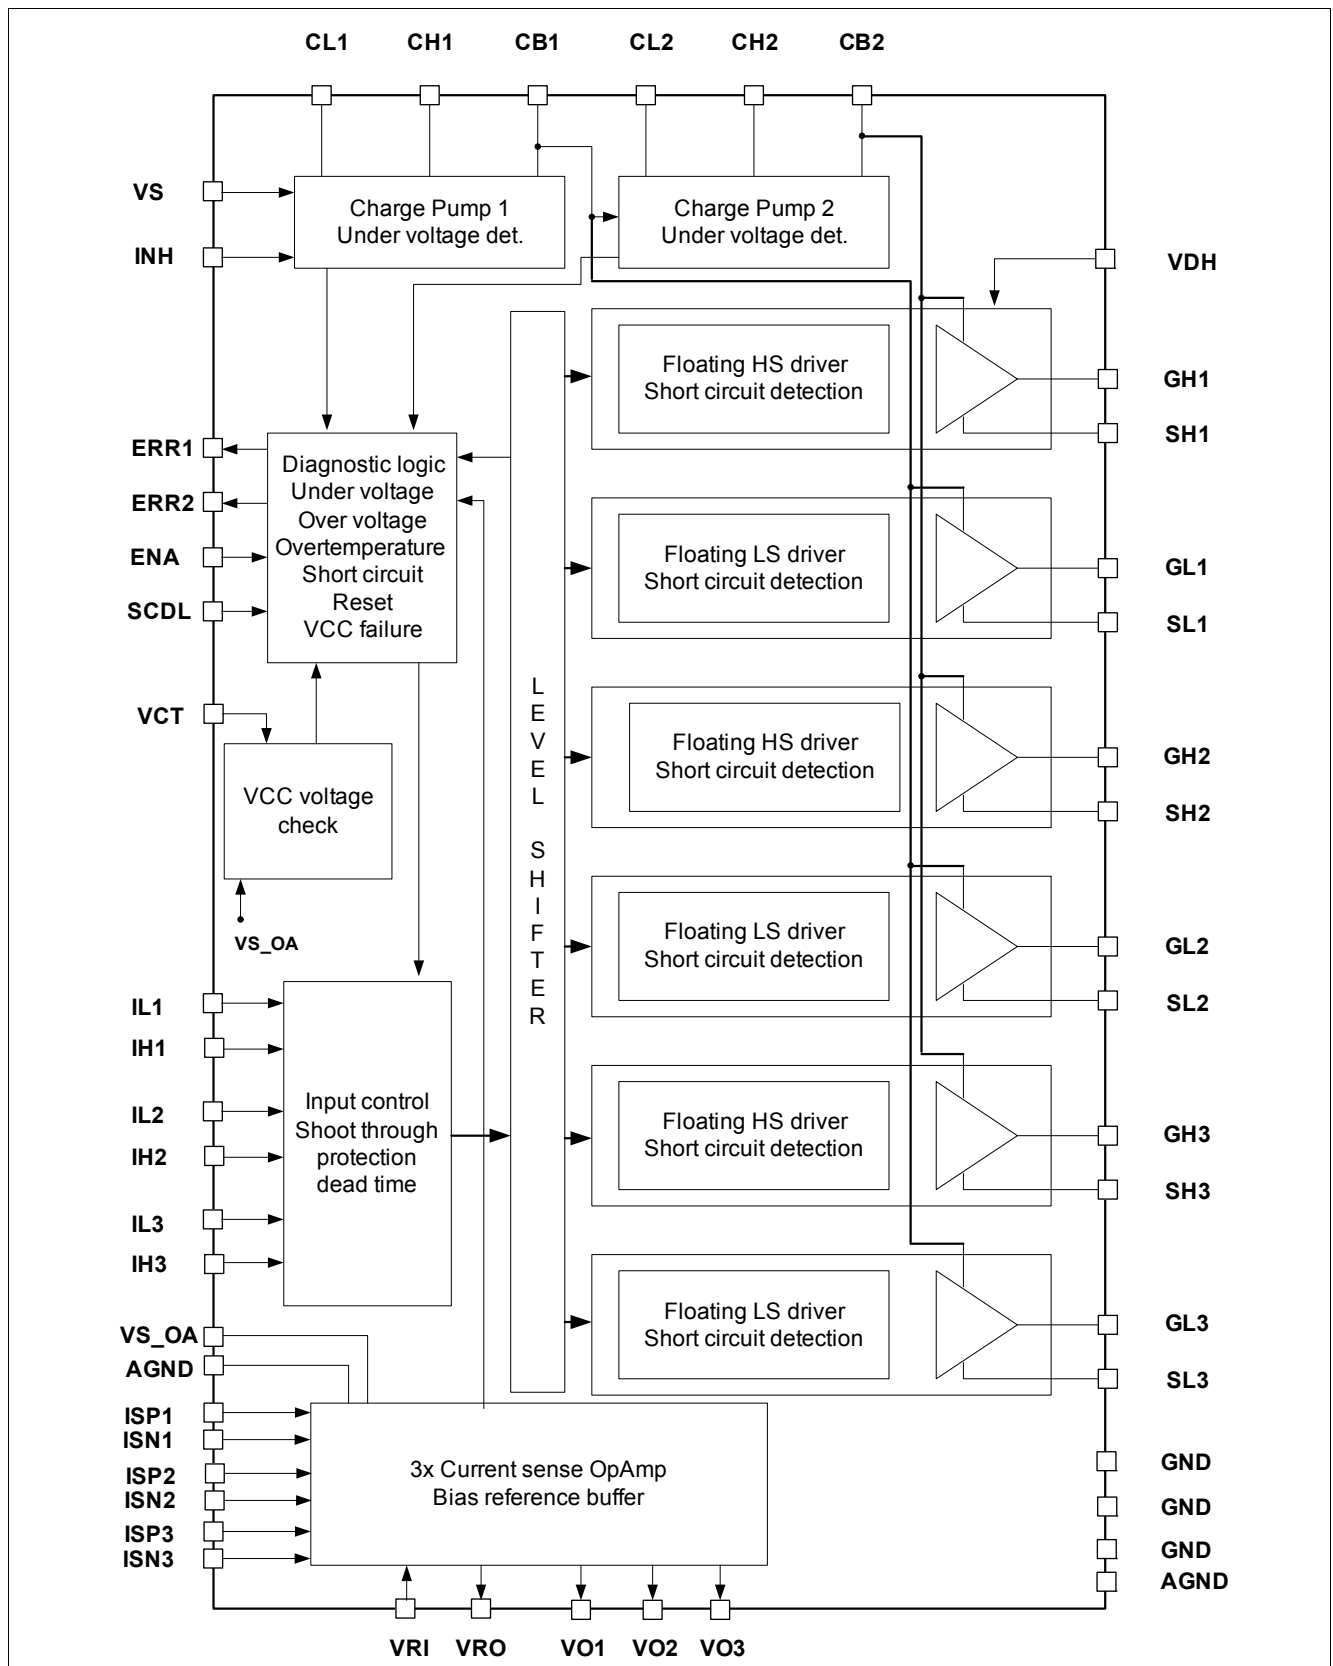 CL1 CH1 CB1 CL2 CH2 CB2
VS
INH
Charge Pump 1
Under voltage det.
Charge Pump 2
Under voltage det.
VDH
Floating HS driver
Short circuit detection
GH1
SH1
ERR1
ERR2
ENA
SCDL
Diagnostic logic
Under voltage
Over voltage
Overtemperature
Short circuit
Reset
VCC failure
Floating LS driver
Short circuit detection
GL1
SL1
VCT
VCC voltage
check
VS_OA
LEVEL SHIFTER
Floating HS driver
Short circuit detection
GH2
SH2
Floating LS driver
Short circuit detection
GL2
SL2
IL1
IH1
IL2
IH2
IL3
IH3
Input control
Shoot through
protection
dead time
Floating HS driver
Short circuit detection
GH3
SH3
Floating LS driver
Short circuit detection
GL3
SL3
VS_OA
AGND
ISP1
ISN1
ISP2
ISN2
ISP3
ISN3
3x Current sense OpAmp
Bias reference buffer
GND
GND
GND
AGND
VRI VRO VO1 VO2 VO3